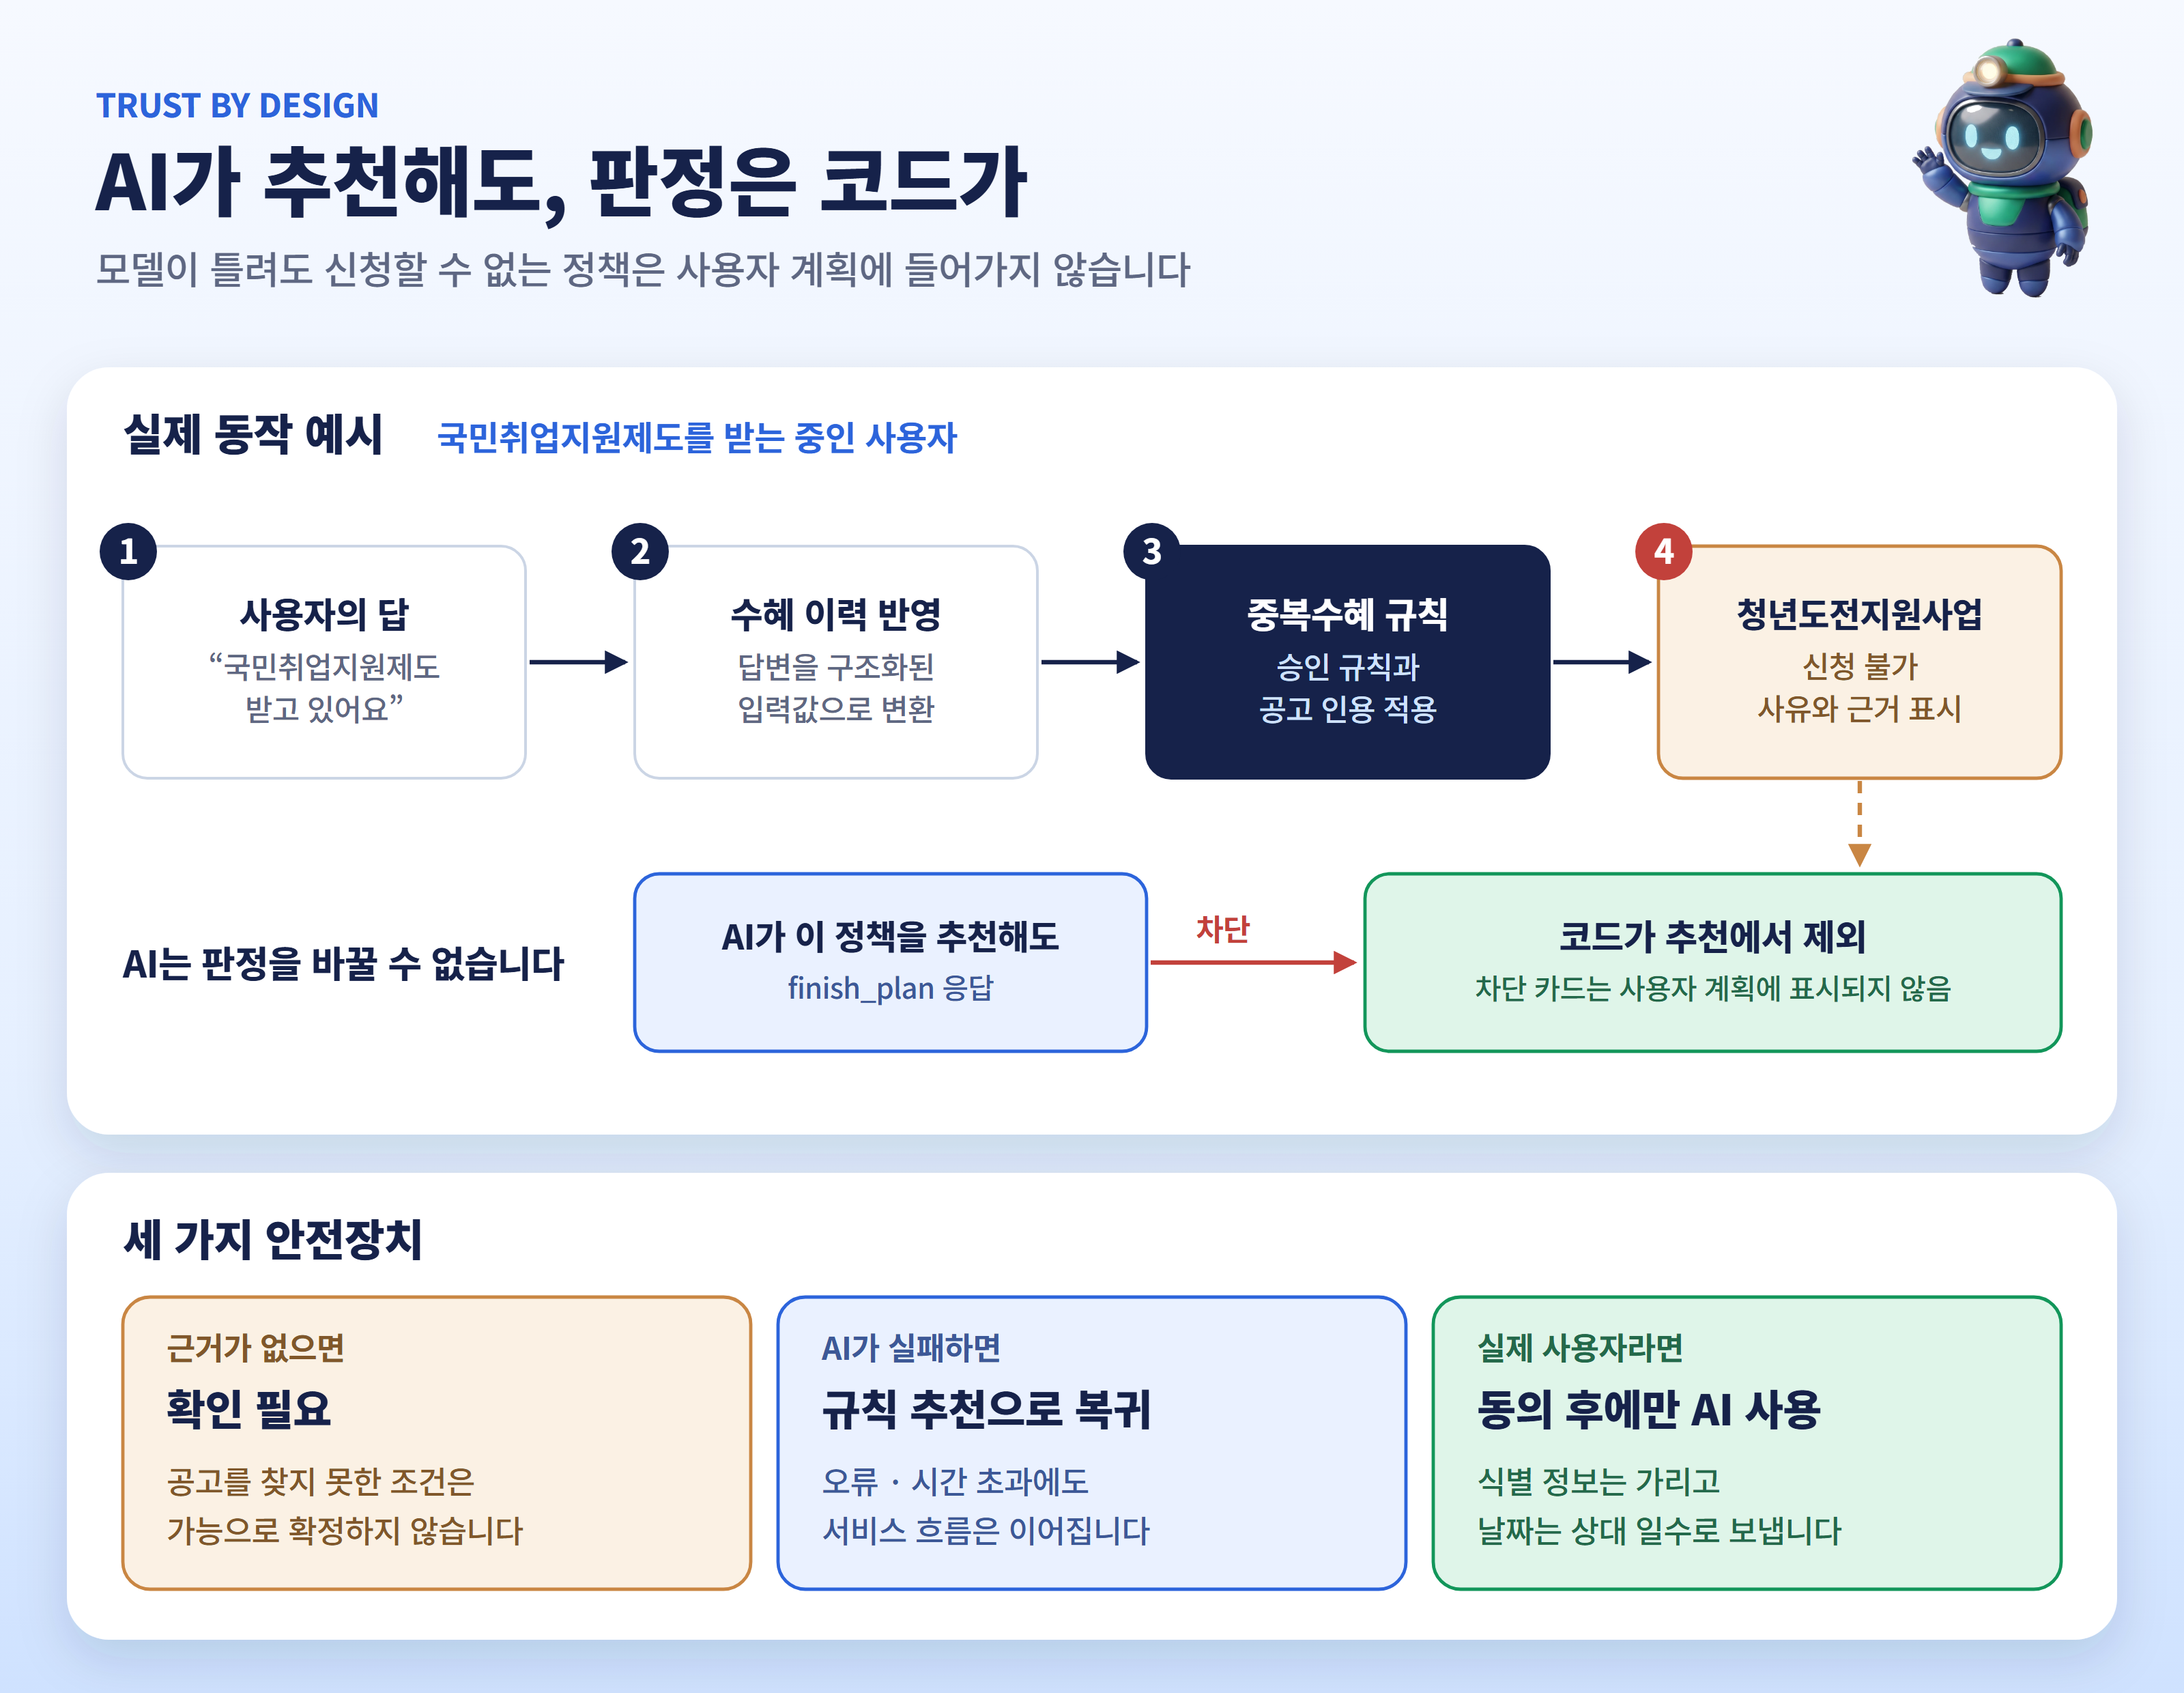 TRUST BY DESIGN
AI가 추천해도, 판정은 코드가
모델이 틀려도 신청할 수 없는 정책은 사용자 계획에 들어가지 않습니다
실제 동작 예시
국민취업지원제도를 받는 중인 사용자
1
사용자의 답
“국민취업지원제도
받고 있어요”
2
수혜 이력 반영
답변을 구조화된
입력값으로 변환
3
중복수혜 규칙
승인 규칙과
공고 인용 적용
4
청년도전지원사업
신청 불가
사유와 근거 표시
AI는 판정을 바꿀 수 없습니다
AI가 이 정책을 추천해도
finish_plan 응답
차단
코드가 추천에서 제외
차단 카드는 사용자 계획에 표시되지 않음
세 가지 안전장치
근거가 없으면
확인 필요
공고를 찾지 못한 조건은
가능으로 확정하지 않습니다
AI가 실패하면
규칙 추천으로 복귀
오류 · 시간 초과에도
서비스 흐름은 이어집니다
실제 사용자라면
동의 후에만 AI 사용
식별 정보는 가리고
날짜는 상대 일수로 보냅니다